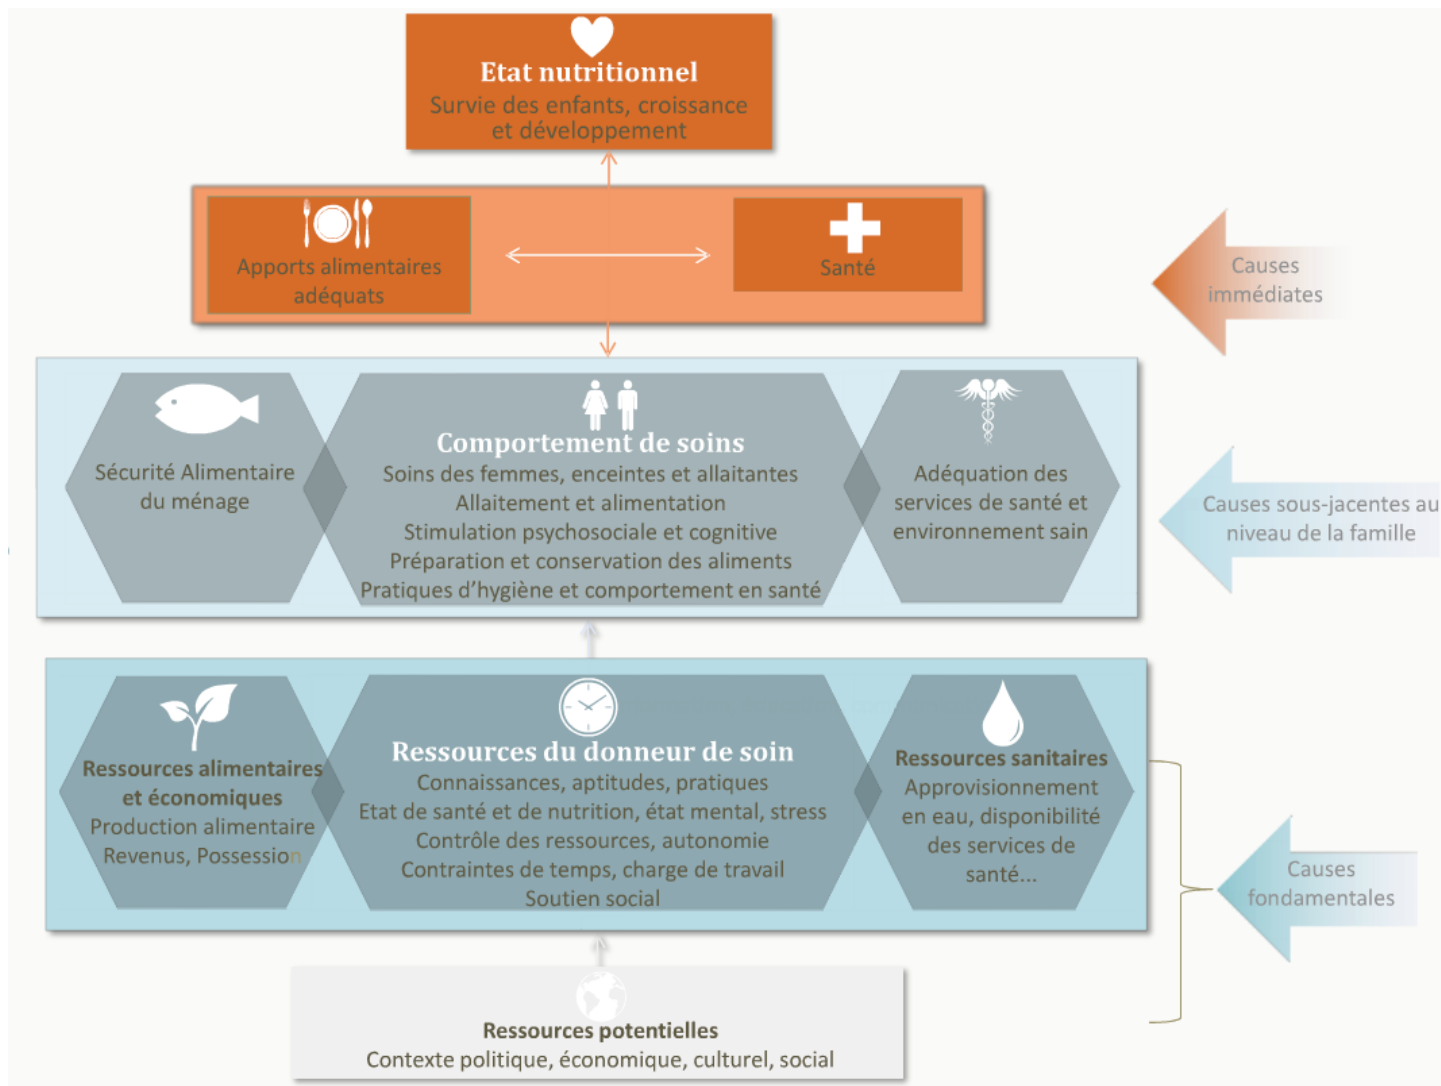 Etat nutritionnel
Survie des enfants, croissance
et développement
Apports alimentaires
adéquats
Santé
Causes
immédiates
Sécurité Alimentaire
du ménage
Comportement de soins
Soins des femmes, enceintes et allaitantes
Allaitement et alimentation
Stimulation psychosociale et cognitive
Préparation et conservation des aliments
Pratiques d'hygiène et comportement en santé
Adéquation des
services de santé et
environnement sain
Causes sous-jacentes au
niveau de la famille
Ressources alimentaires
et économiques
Production alimentaire
Revenus, Possession
Ressources du donneur de soin
Connaissances, aptitudes, pratiques
Etat de santé et de nutrition, état mental, stress
Contrôle des ressources, autonomie
Contraintes de temps, charge de travail
Soutien social
Ressources sanitaires
Approvisionnement
en eau, disponibilité
des services de
santé...
Causes
fondamentales
Ressources potentielles
Contexte politique, économique, culturel, social